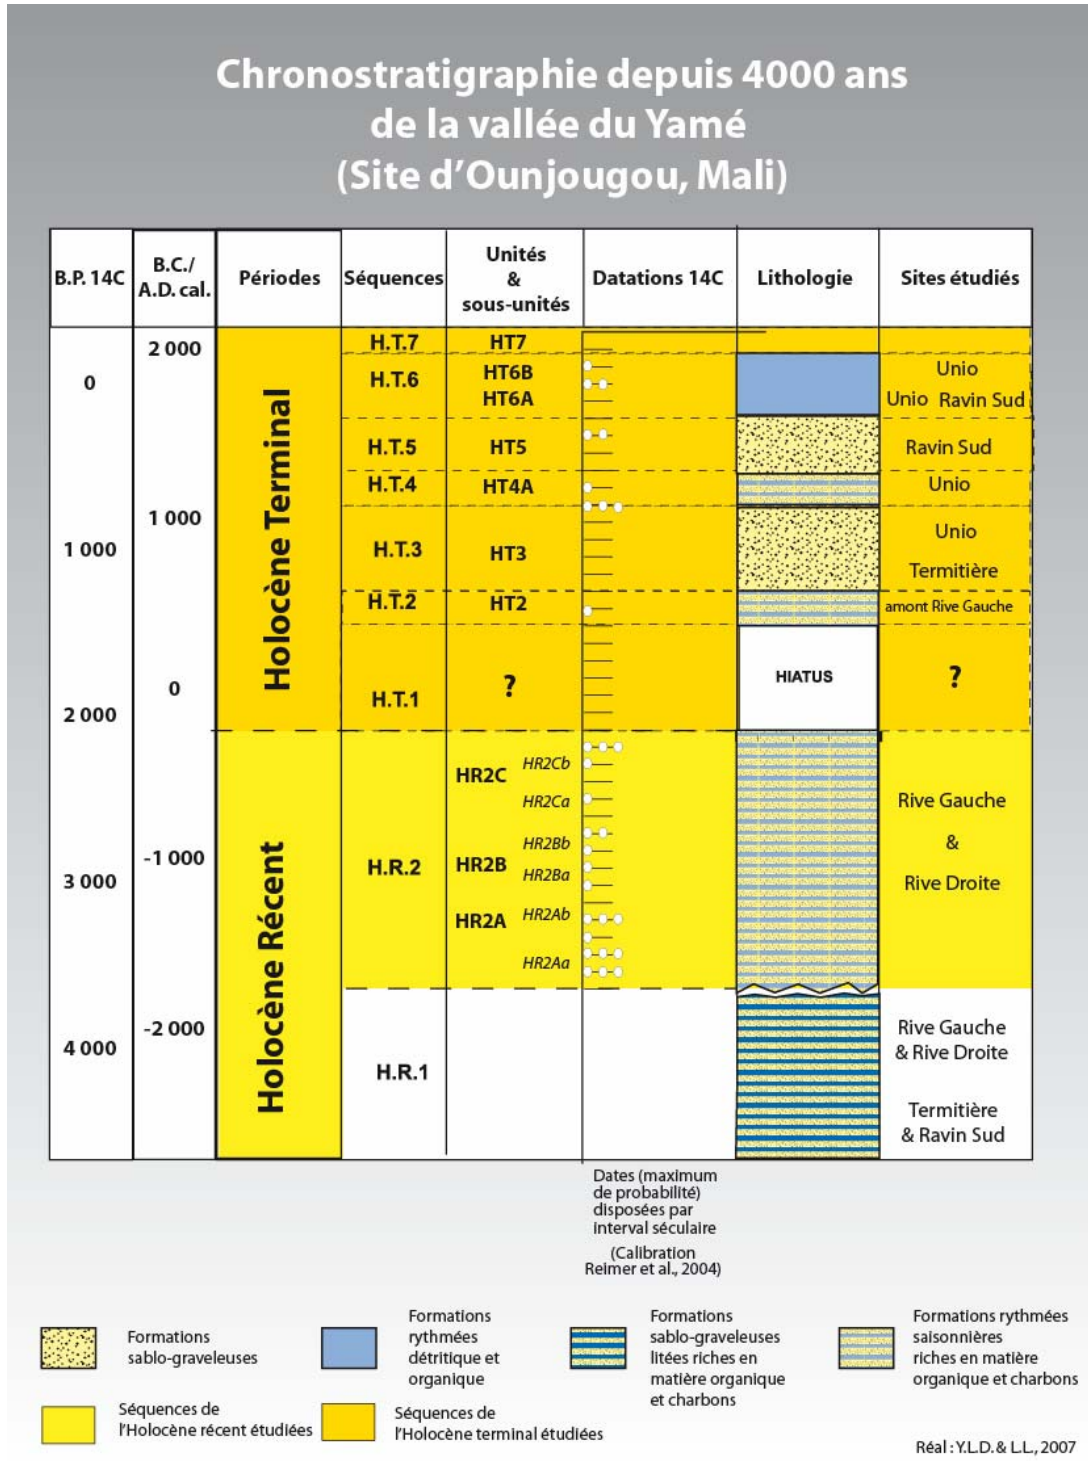 Chronostratigraphie depuis 4000 ans
de la vallée du Yamé
(Site d'Ounjougou, Mali)
B.P. 14C
B.C./
A.D. cal.
Périodes
Séquences
Unités
&
sous-unités
Datations 14C
Lithologie
Sites étudiés
0
1 000
2 000
3 000
4 000
2 000
1 000
0
-1 000
-2 000
Holocène Terminal
Holocène Récent
H.T.7
H.T.6
H.T.5
H.T.4
H.T.3
H.T.2
H.T.1
H.R.2
H.R.1
HT7
HT6B
HT6A
HT5
HT4A
HT3
HT2
?
HR2C
HR2Cb
HR2Ca
HR2B
HR2Bb
HR2Ba
HR2A
HR2Ab
HR2Aa
HIATUS
Unio
Unio Ravin Sud
Ravin Sud
Unio
Unio
Termitière
amont Rive Gauche
?
Rive Gauche
&
Rive Droite
Rive Gauche
& Rive Droite
Termitière
& Ravin Sud
Dates (maximum
de probabilité)
disposées par
interval séculaire
(Calibration
Reimer et al., 2004)
Formations
sablo-graveleuses
Formations
rythmées
détritique et
organique
Formations
sablo-graveleuses
litées riches en
matière organique
et charbons
Formations rythmées
saisonnières
riches en matière
organique et charbons
Séquences de
l'Holocène récent étudiées
Séquences de
l'Holocène terminal étudiées
Réal : Y.L.D. & L.L., 2007